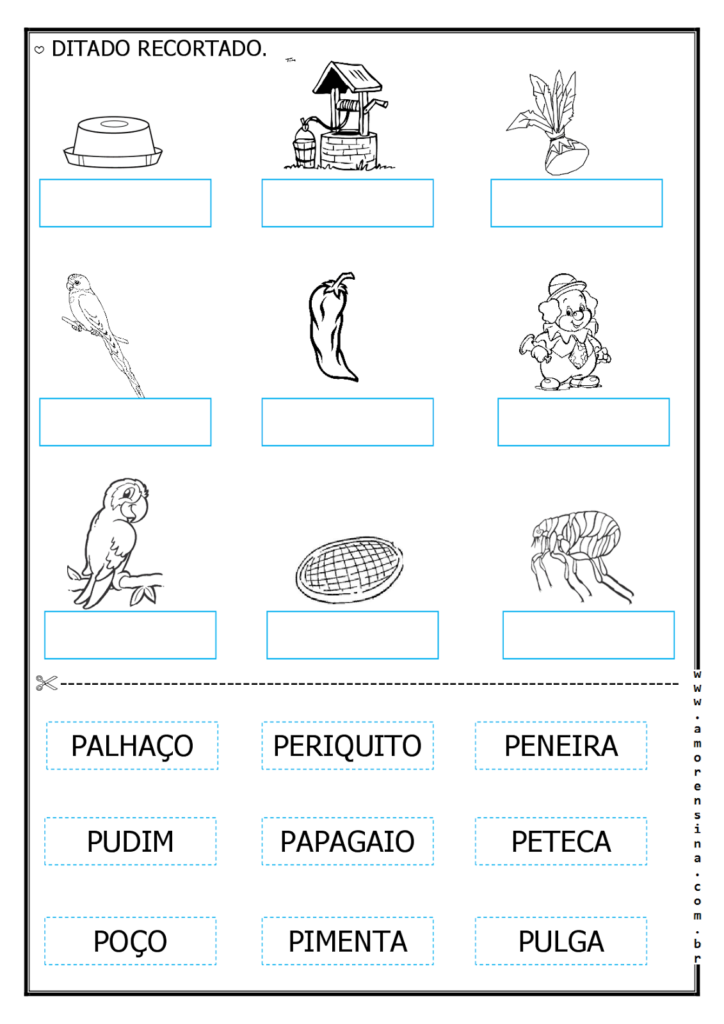 DITADO RECORTADO.
PALHAÇO PERIQUITO PENEIRA
PUDIM PAPAGAIO PETECA
POÇO PIMENTA PULGA
www.amorensina.com.br